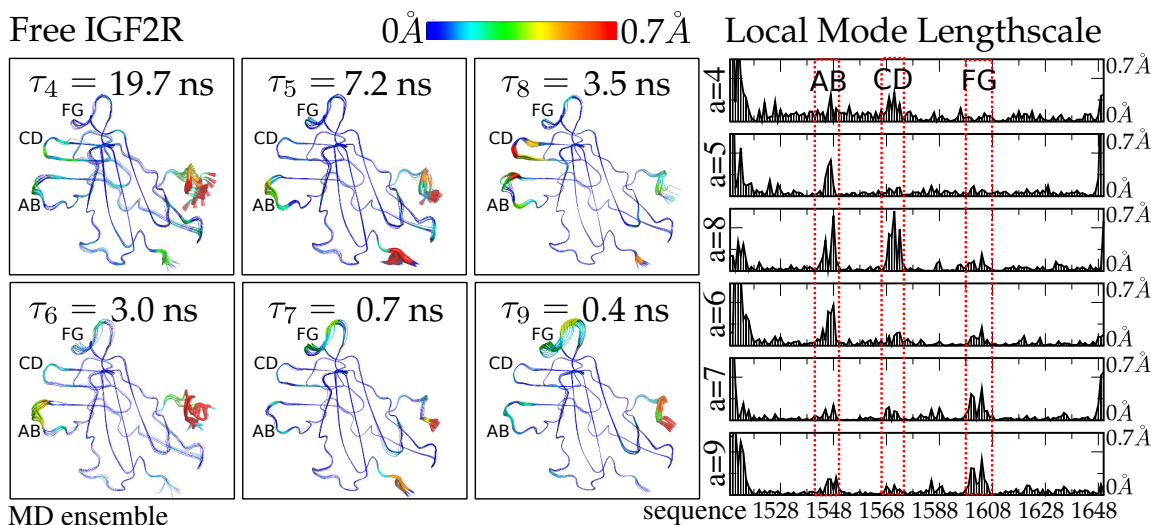 Free IGF2R
0Å 0.7Å
Local Mode Lengthscale
τ4 = 19.7 ns
FG
CD
AB
τ5 = 7.2 ns
FG
CD
AB
τ8 = 3.5 ns
FG
CD
AB
τ6 = 3.0 ns
FG
CD
AB
τ7 = 0.7 ns
FG
CD
AB
τ9 = 0.4 ns
FG
CD
AB
MD ensemble
AB CD FG
a=4 0.7Å
0Å
a=5 0.7Å
0Å
a=8 0.7Å
0Å
a=6 0.7Å
0Å
a=7 0.7Å
0Å
a=9 0.7Å
0Å
sequence 1528 1548 1568 1588 1608 1628 1648